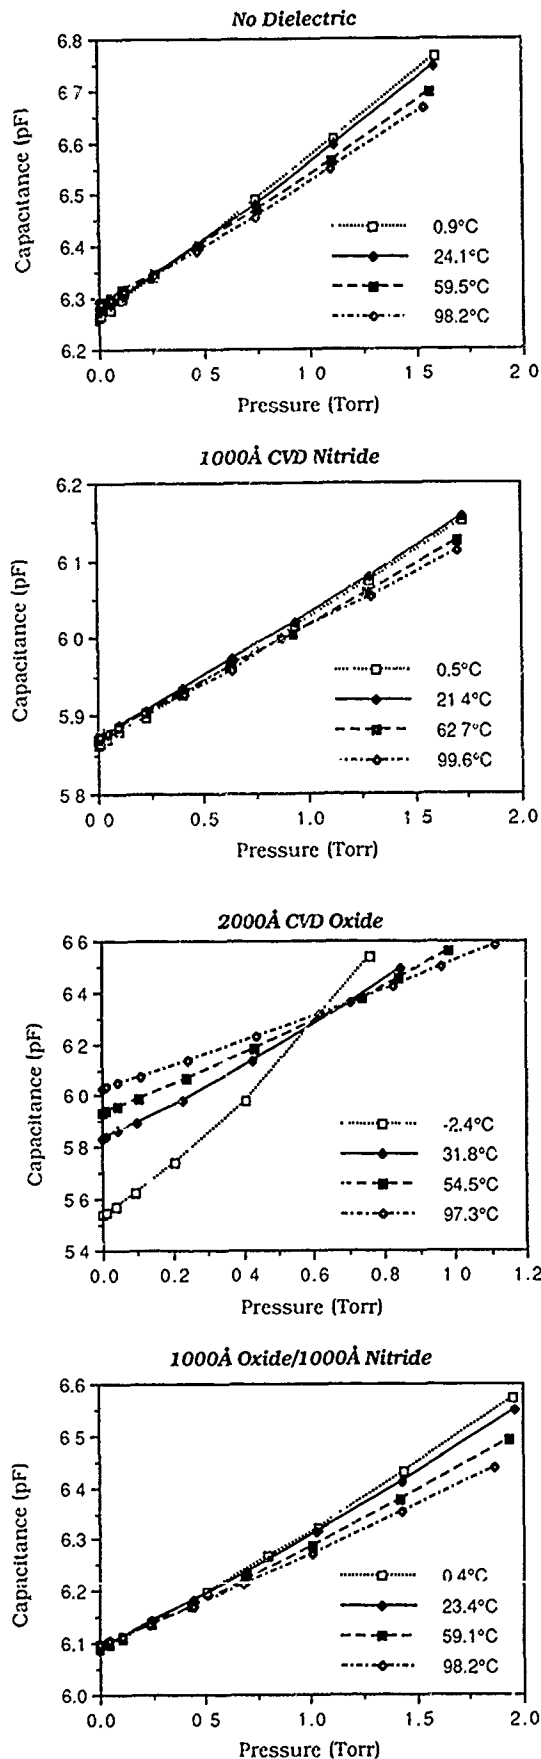 No Dielectric
6.8
6 7
6.6
6.5
6.4
6.3
6.2
Capacitance (pF)
0.9°C
24.1°C
59.5°C
98.2°C
0.0
0 5
1 0
1.5
2 0
Pressure (Torr)
1000Å CVD Nitride
6.2
6 1
6 0
5.9
5 8
Capacitance (pF)
0.5°C
21 4°C
62 7°C
99.6°C
0 0
0.5
1.0
1 5
2.0
Pressure (Torr)
2000Å CVD Oxide
6 6
6 4
6 2
6.0
5.8
5 6
5 4
Capacitance (pF)
-2.4°C
31.8°C
54.5°C
97.3°C
0.0
0.2
0 4
0.6
0.8
1 0
1.2
Pressure (Torr)
1000Å Oxide/1000Å Nitride
6.6
6 5
6.4
6.3
6.2
6.1
6.0
Capacitance (pF)
0 4°C
23.4°C
59.1°C
98.2°C
0.0
0.5
1.0
1.5
2 0
Pressure (Torr)